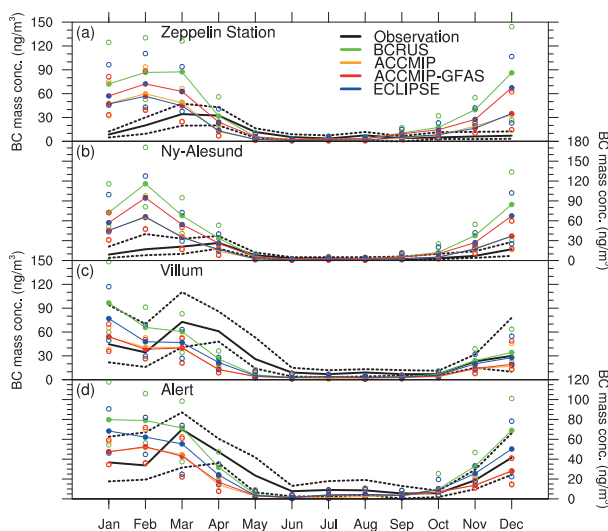 (a) Zeppelin Station
Observation
BCRUS
ACCMIP
ACCMIP-GFAS
ECLIPSE
BC mass conc. (ng/m³)
150
120
90
60
30
0
(b) Ny-Alesund
180
150
120
90
60
30
0
BC mass conc. (ng/m³)
(c) Villum
150
120
90
60
30
0
BC mass conc. (ng/m³)
(d) Alert
120
100
80
60
40
20
0
BC mass conc. (ng/m³)
Jan Feb Mar Apr May Jun Jul Aug Sep Oct Nov Dec